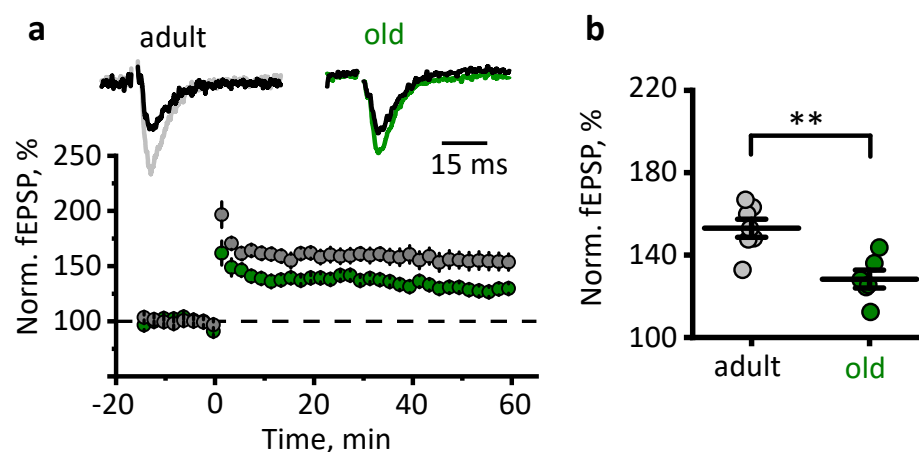 a
adult
old
15 ms
Norm. fEPSP, %
250
200
150
100
-20
0
20
40
60
Time, min
b
Norm. fEPSP, %
220
180
140
100
**
adult
old